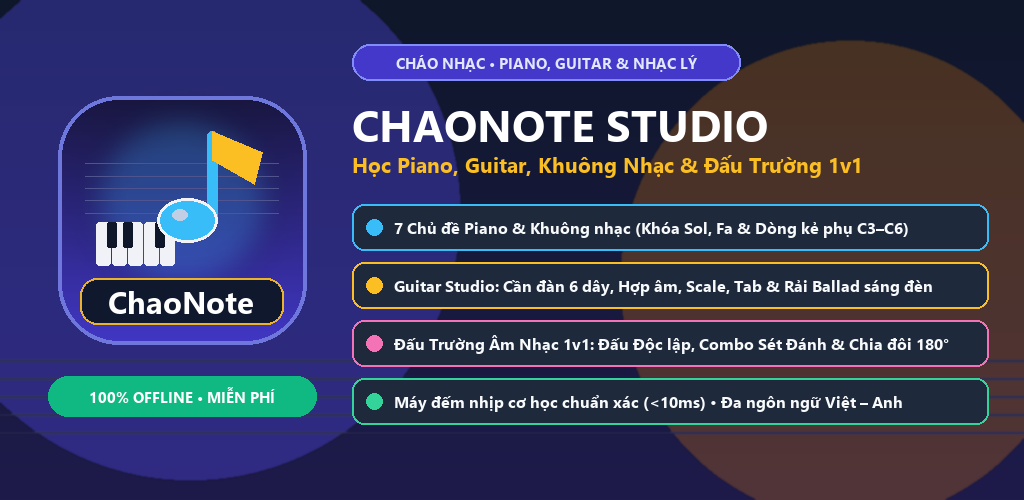 CHÁO NHẠC • PIANO, GUITAR & NHẠC LÝ
CHAONOTE STUDIO
Học Piano, Guitar, Khuông Nhạc & Đấu Trường 1v1
ChaoNote
100% OFFLINE • MIỄN PHÍ
7 Chủ đề Piano & Khuông nhạc (Khóa Sol, Fa & Dòng kẻ phụ C3–C6)
Guitar Studio: Cần đàn 6 dây, Hợp âm, Scale, Tab & Rải Ballad sáng đèn
Đấu Trường Âm Nhạc 1v1: Đấu Độc lập, Combo Sét Đánh & Chia đôi 180°
Máy đếm nhịp cơ học chuẩn xác (<10ms) • Đa ngôn ngữ Việt – Anh